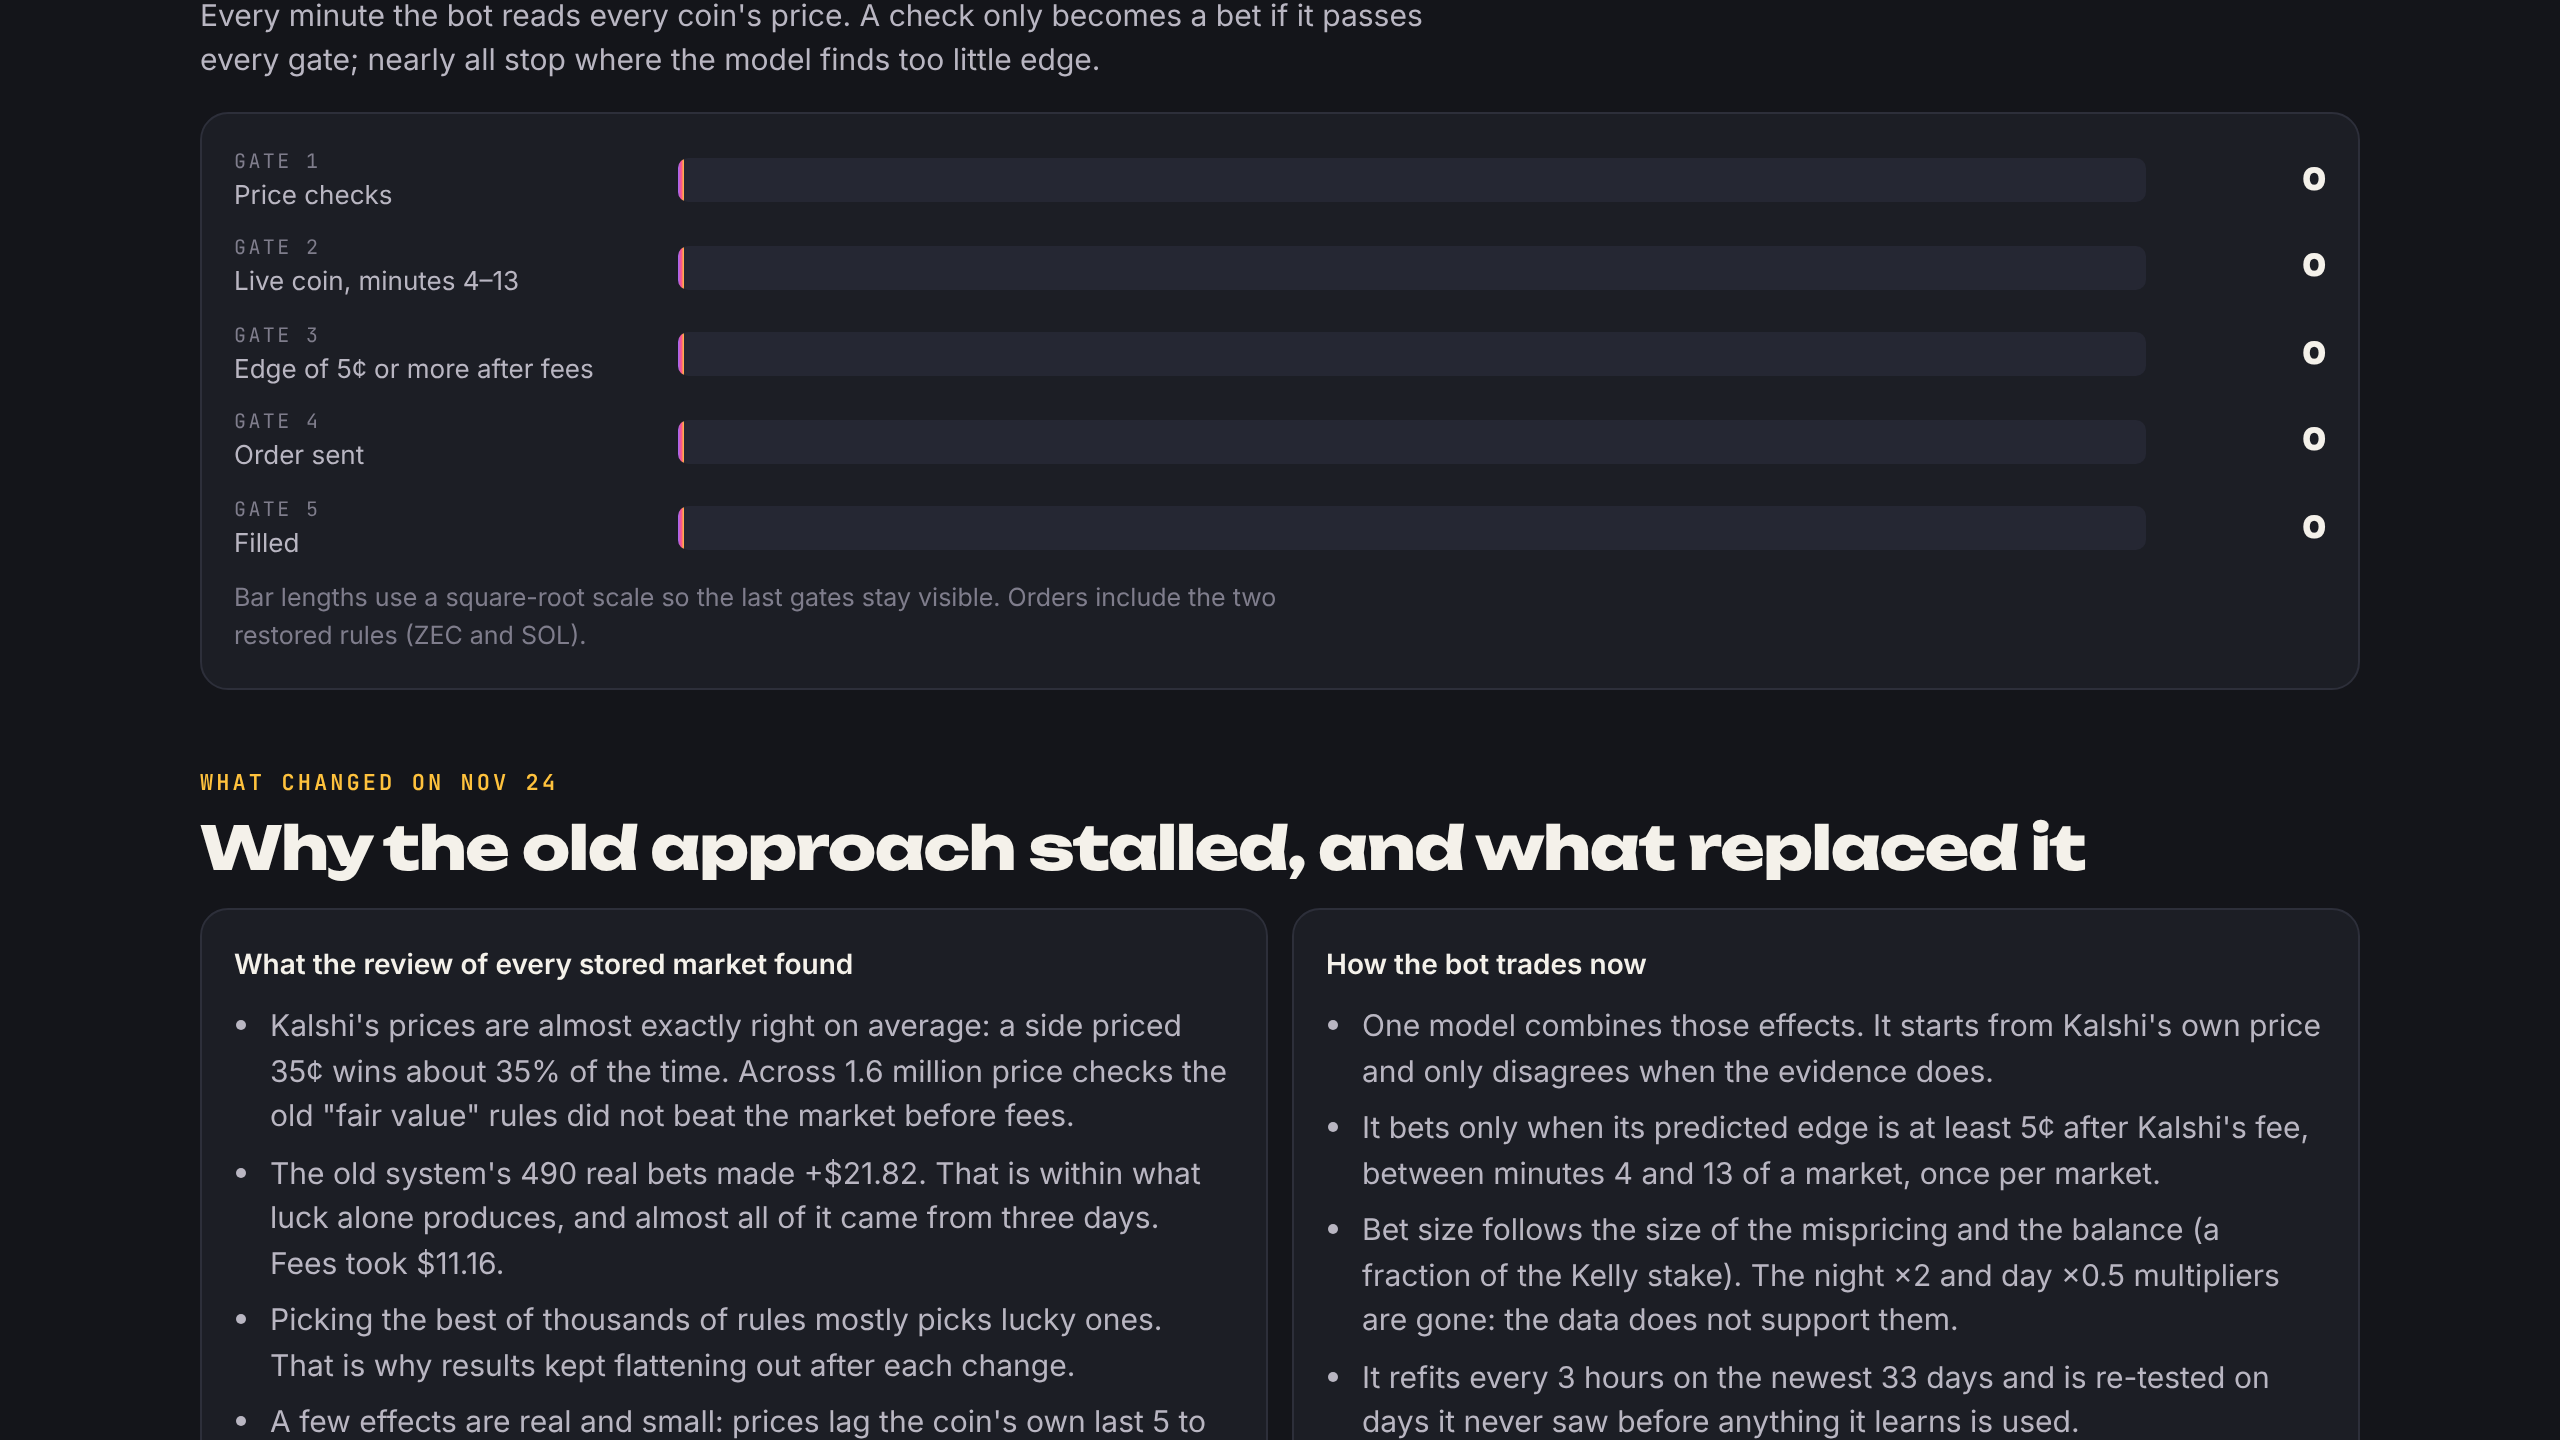 Every minute the bot reads every coin's price. A check only becomes a bet if it passes
every gate; nearly all stop where the model finds too little edge.
GATE 1
Price checks
0
GATE 2
Live coin, minutes 4–13
0
GATE 3
Edge of 5¢ or more after fees
0
GATE 4
Order sent
0
GATE 5
Filled
0
Bar lengths use a square-root scale so the last gates stay visible. Orders include the two
restored rules (ZEC and SOL).
WHAT CHANGED ON NOV 24
Why the old approach stalled, and what replaced it
What the review of every stored market found
• Kalshi's prices are almost exactly right on average: a side priced
35¢ wins about 35% of the time. Across 1.6 million price checks the
old "fair value" rules did not beat the market before fees.
• The old system's 490 real bets made +$21.82. That is within what
luck alone produces, and almost all of it came from three days.
Fees took $11.16.
• Picking the best of thousands of rules mostly picks lucky ones.
That is why results kept flattening out after each change.
• A few effects are real and small: prices lag the coin's own last 5 to
How the bot trades now
• One model combines those effects. It starts from Kalshi's own price
and only disagrees when the evidence does.
• It bets only when its predicted edge is at least 5¢ after Kalshi's fee,
between minutes 4 and 13 of a market, once per market.
• Bet size follows the size of the mispricing and the balance (a
fraction of the Kelly stake). The night ×2 and day ×0.5 multipliers
are gone: the data does not support them.
• It refits every 3 hours on the newest 33 days and is re-tested on
days it never saw before anything it learns is used.